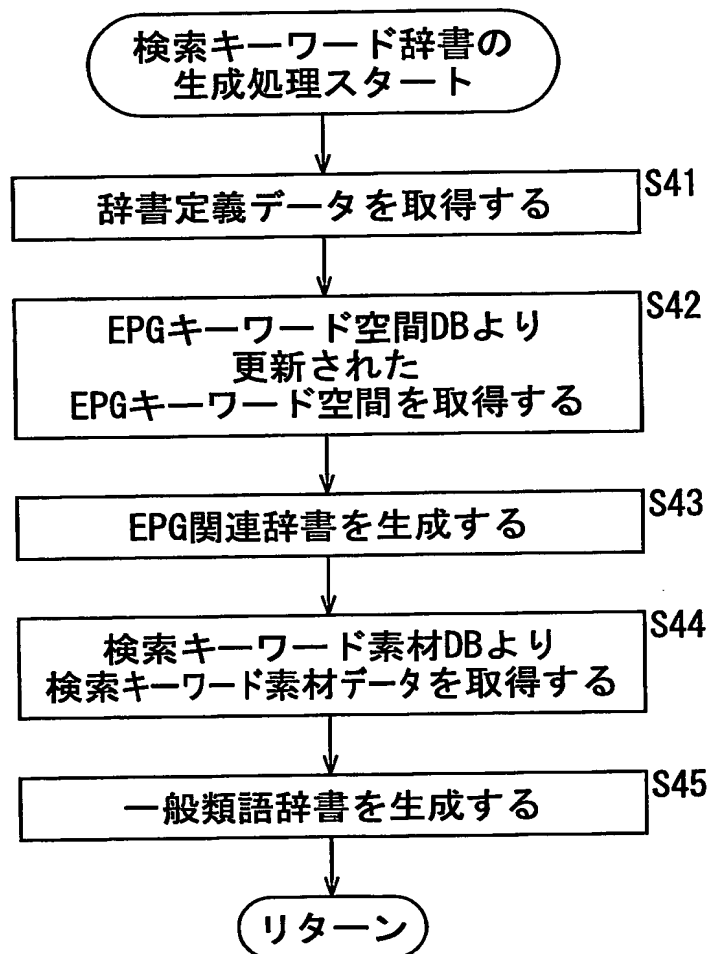 検索キーワード辞書の
生成処理スタート
S41
辞書定義データを取得する
S42
EPGキーワード空間DBより
更新された
EPGキーワード空間を取得する
S43
EPG関連辞書を生成する
S44
検索キーワード素材DBより
検索キーワード素材データを取得する
S45
一般類語辞書を生成する
リターン